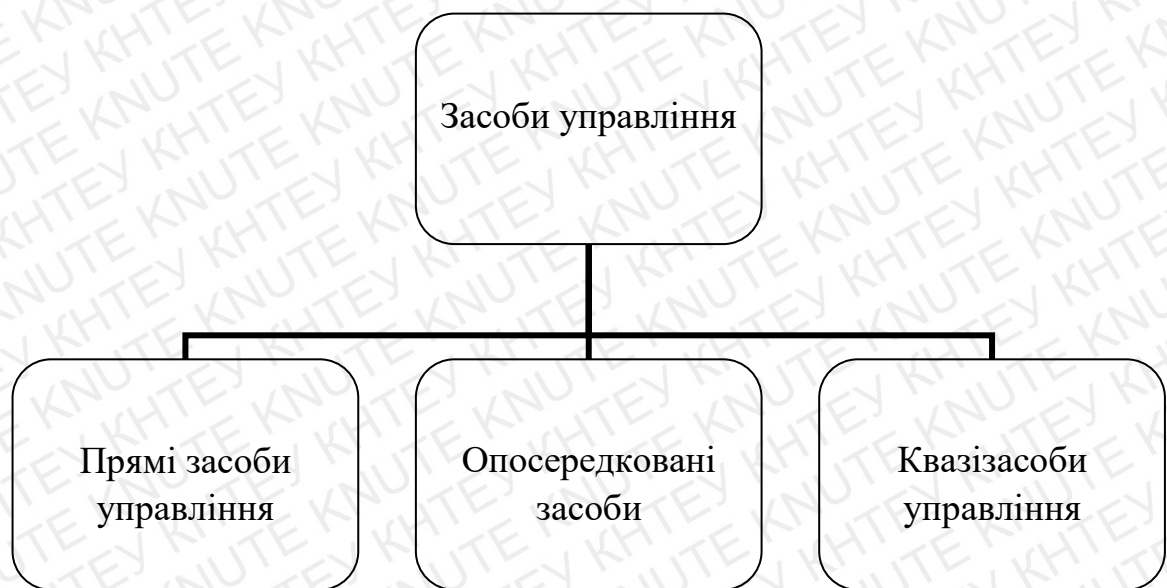 Засоби управління
Прямі засоби
управління
Опосередковані
засоби
Квазізасоби
управління